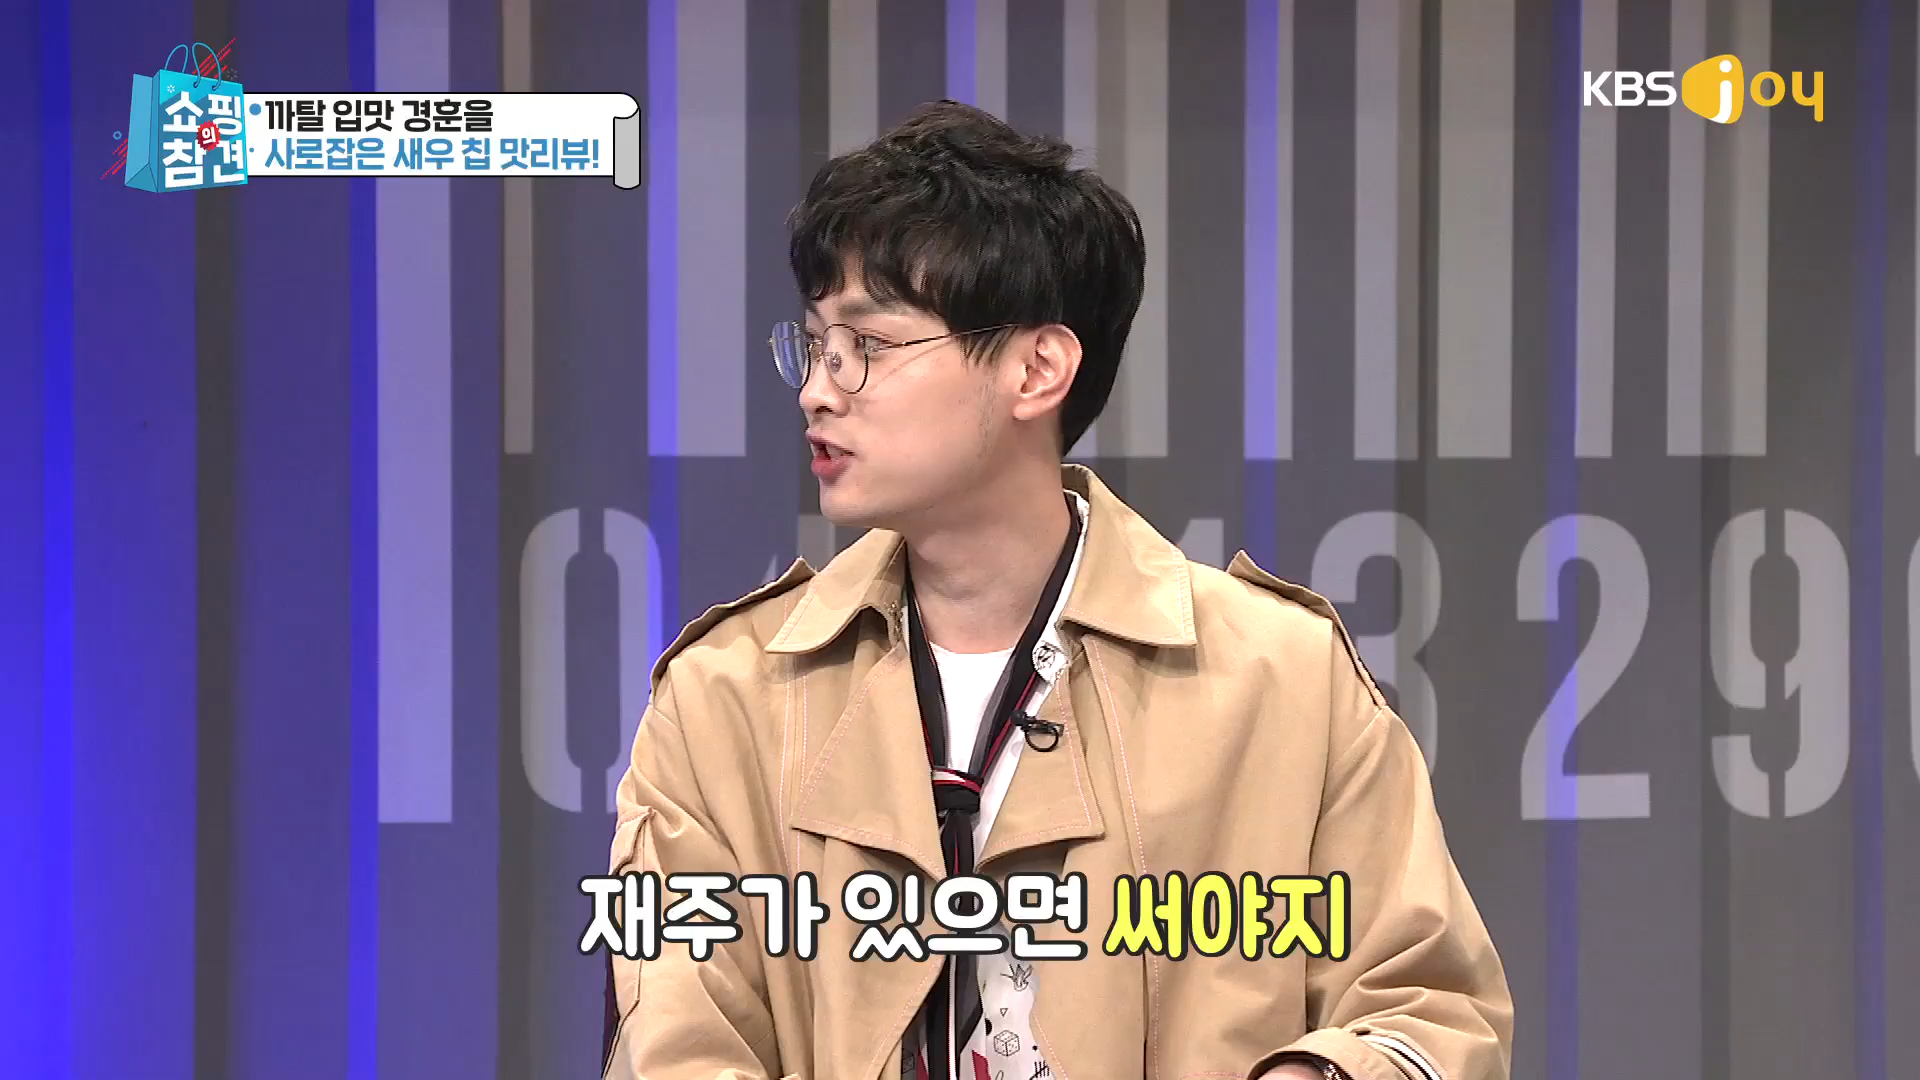 쇼핑의 참견
까탈 입맛 경훈을
사로잡은 새우 칩 맛리뷰!
KBS joy
3290
재주가 있으면 써야지